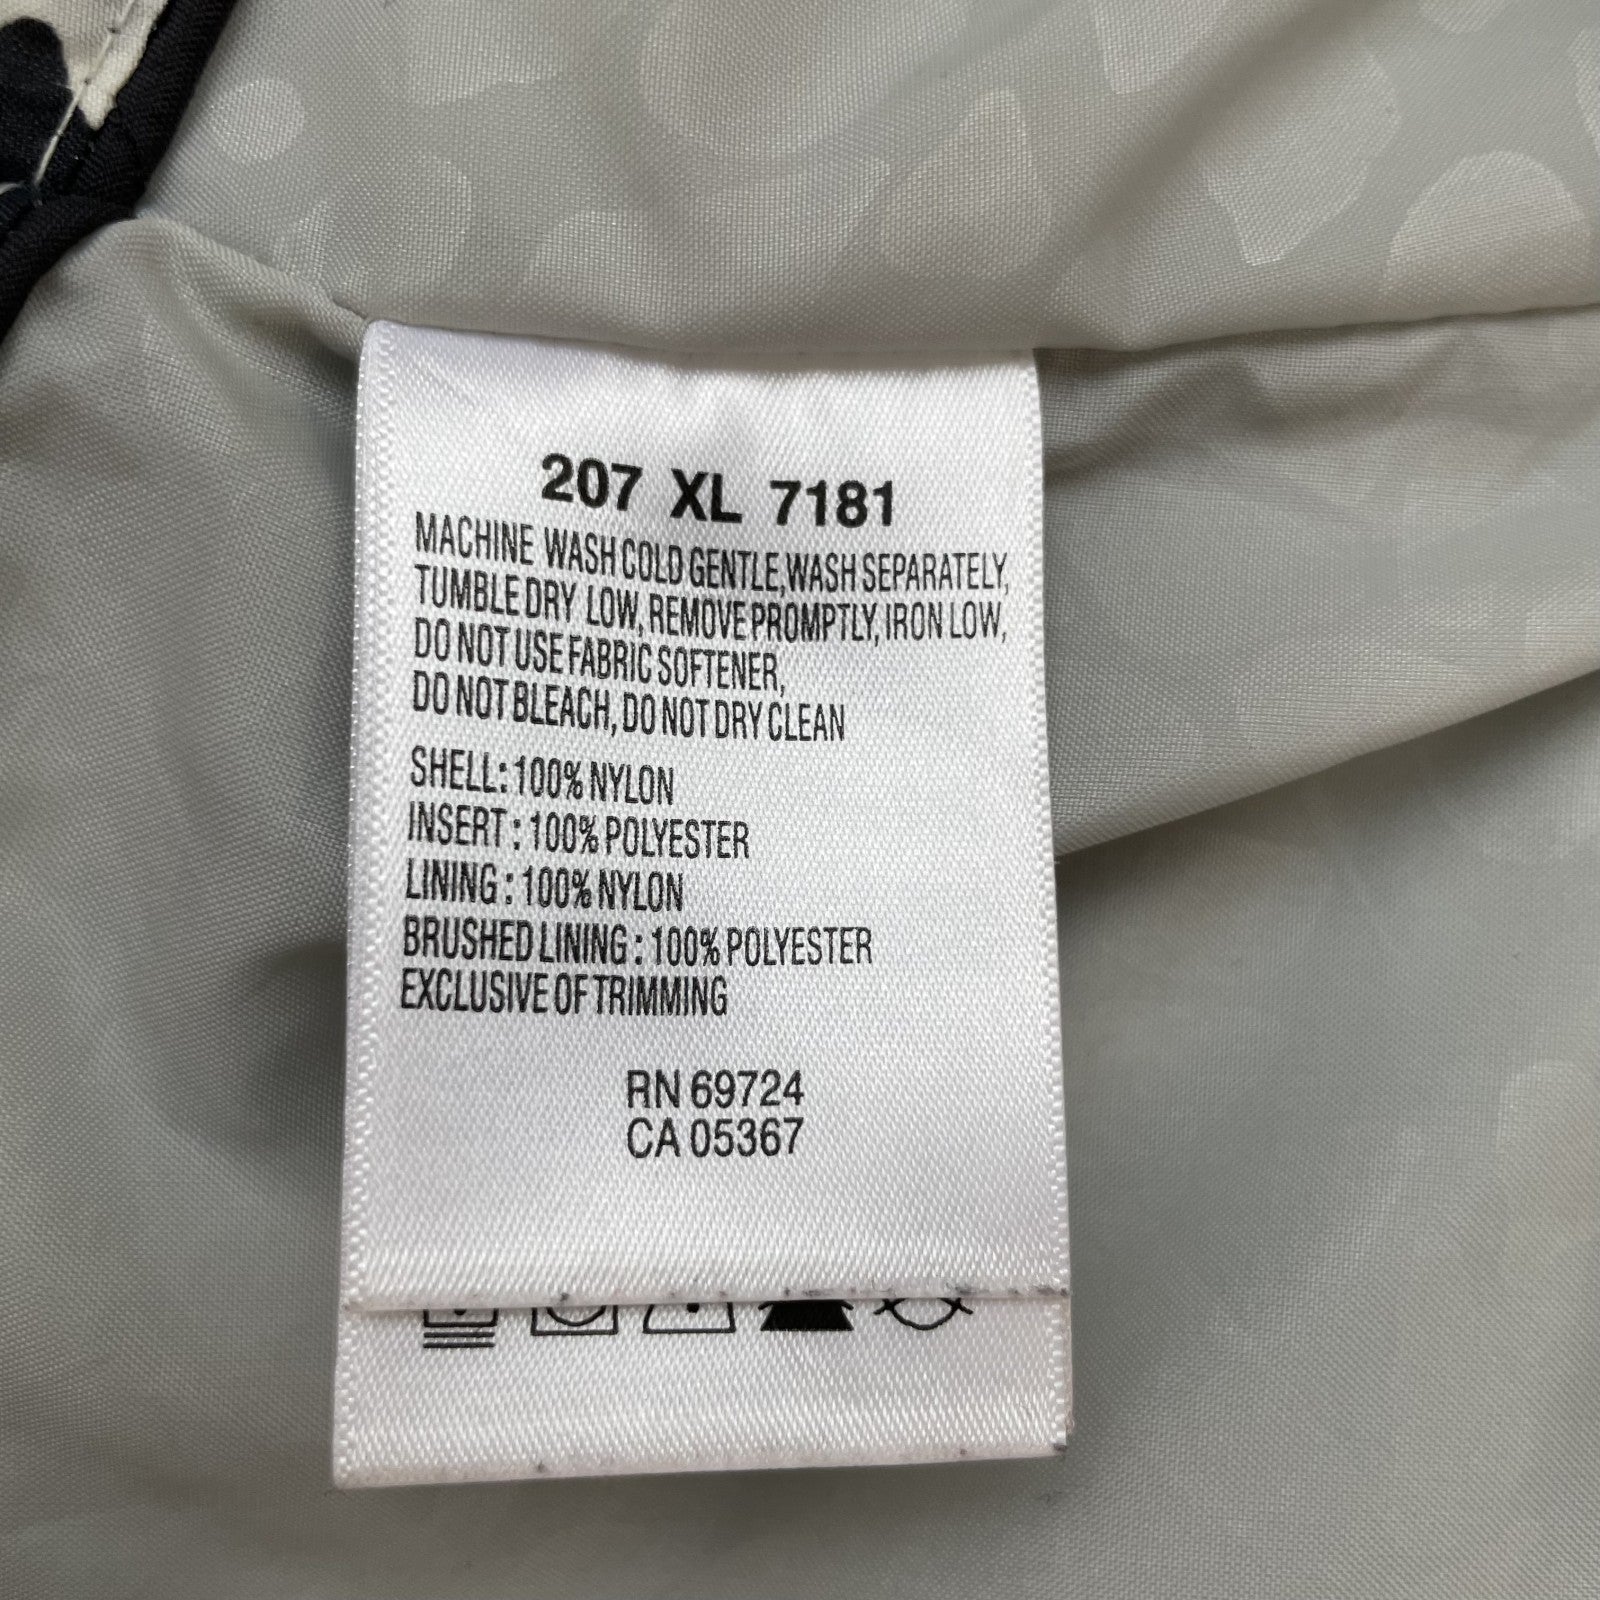 207 XL 7181
MACHINE WASH COLD GENTLE, WASH SEPARATELY,
TUMBLE DRY LOW, REMOVE PROMPTLY, IRON LOW,
DO NOT USE FABRIC SOFTENER,
DO NOT BLEACH, DO NOT DRY CLEAN
SHELL: 100% NYLON
INSERT: 100% POLYESTER
LINING: 100% NYLON
BRUSHED LINING: 100% POLYESTER
EXCLUSIVE OF TRIMMING
RN 69724
CA 05367